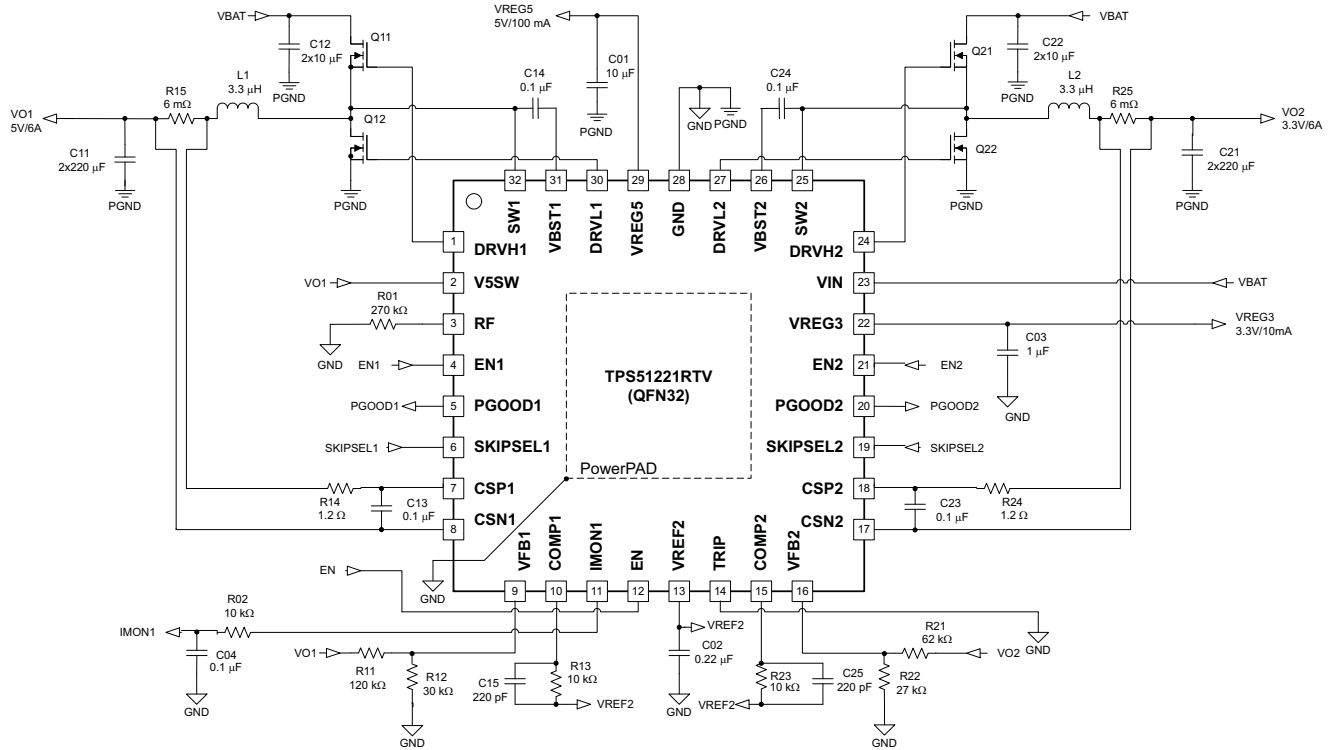 VBAT
Q11
C12
2x10 μF
PGND
VREG5
5V/100 mA
C01
10 μF
PGND
GND
PGND
VBAT
Q21
C22
2x10 μF
PGND
L1
3.3 μH
R15
6 mΩ
VO1
5V/6A
C11
2x220 μF
PGND
C14
0.1 μF
Q12
PGND
C24
0.1 μF
Q22
PGND
L2
3.3 μH
R25
6 mΩ
VO2
3.3V/6A
C21
2x220 μF
PGND
32 31 30 29 28 27 26 25
SW1 VBST1 DRVL1 VREG5 GND DRVL2 VBST2 SW2
1 DRVH1
DRVH2 24
VO1 2 V5SW
VIN 23 VBAT
R01
270 kΩ
GND
3 RF
VREG3 22
VREG3
3.3V/10mA
C03
1 μF
GND
EN1 4 EN1
EN2 21 EN2
TPS51221RTV
(QFN32)
PGOOD1 5 PGOOD1
PGOOD2 20 PGOOD2
SKIPSEL1 6 SKIPSEL1
SKIPSEL2 19 SKIPSEL2
PowerPAD
R14
1.2 Ω
C13
0.1 μF
7 CSP1
8 CSN1
CSP2 18
CSN2 17
C23
0.1 μF
R24
1.2 Ω
VFB1 COMP1 IMON1 EN VREF2 TRIP COMP2 VFB2
9 10 11 12 13 14 15 16
GND
EN
R02
10 kΩ
IMON1
C04
0.1 μF
GND
VO1
R11
120 kΩ
R12
30 kΩ
GND
C15
220 pF
R13
10 kΩ
VREF2
VREF2
C02
0.22 μF
GND
R23
10 kΩ
VREF2
C25
220 pF
R21
62 kΩ
VO2
R22
27 kΩ
GND
GND